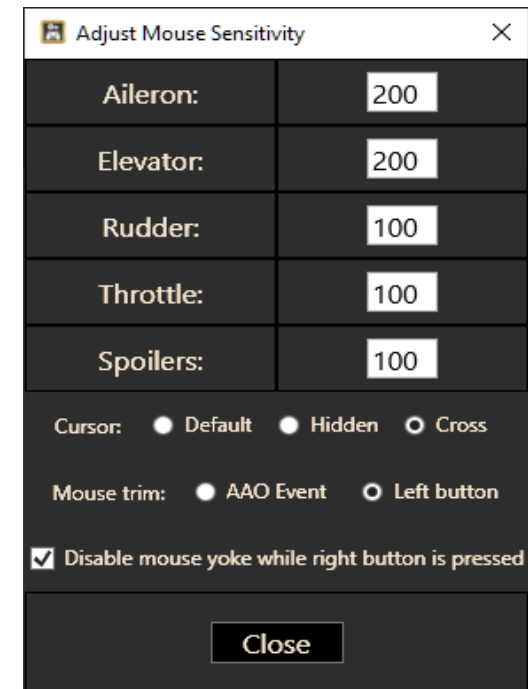 Adjust Mouse Sensitivity
Aileron: 200
Elevator: 200
Rudder: 100
Throttle: 100
Spoilers: 100
Cursor: Default Hidden Cross
Mouse trim: AAO Event Left button
Disable mouse yoke while right button is pressed
Close